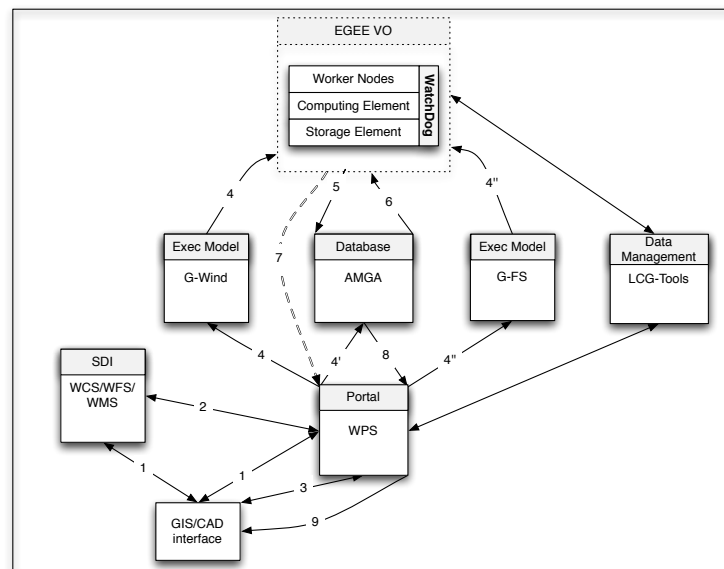 EGEE VO
Worker Nodes
Computing Element
Storage Element
WatchDog
4
5
6
4''
7
Exec Model
G-Wind
Database
AMGA
Exec Model
G-FS
Data
Management
LCG-Tools
4
4'
8
4''
SDI
WCS/WFS/
WMS
2
Portal
WPS
1
1
3
9
GIS/CAD
interface